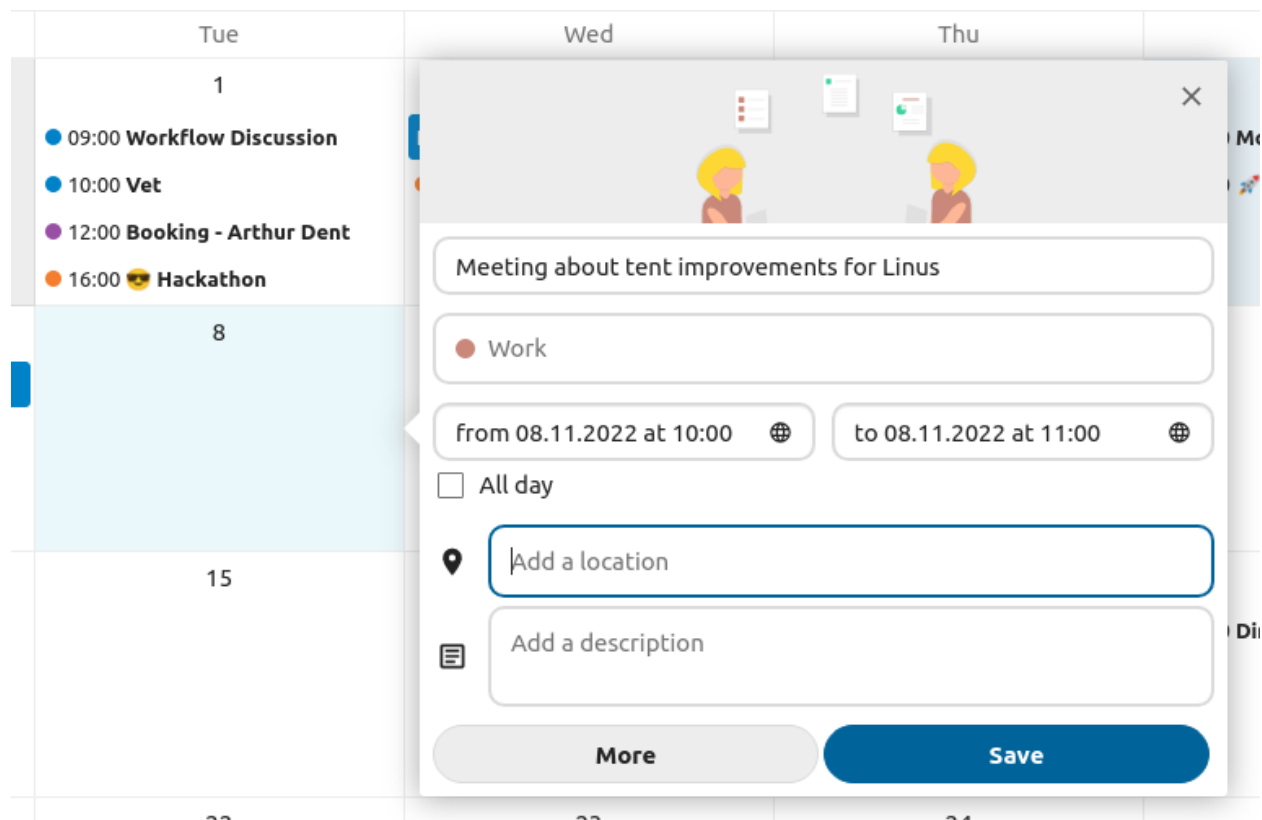 Tue
Wed
Thu
1
09:00 Workflow Discussion
10:00 Vet
12:00 Booking - Arthur Dent
16:00 😎 Hackathon
8
15
Meeting about tent improvements for Linus
Work
from 08.11.2022 at 10:00
to 08.11.2022 at 11:00
All day
Add a location
Add a description
More
Save